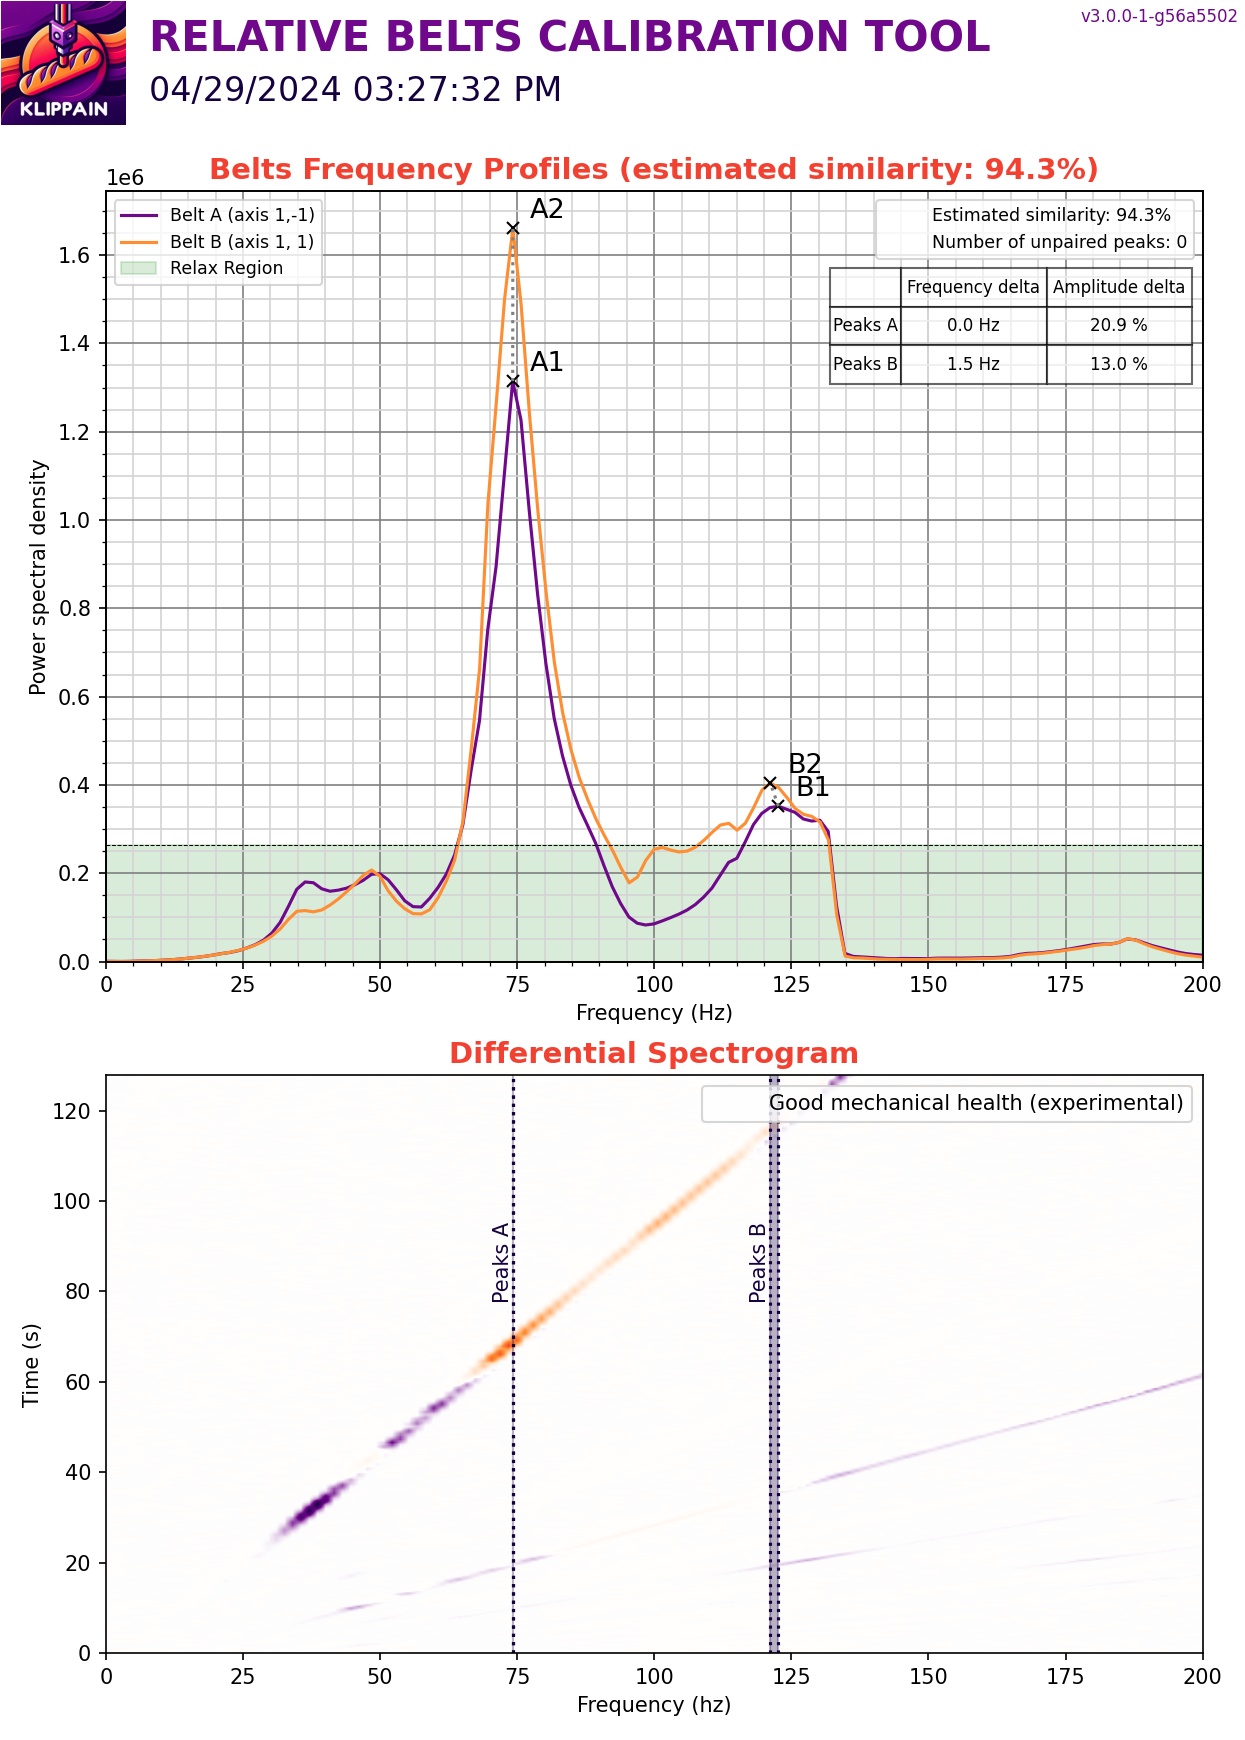 v3.0.0-1-g56a5502
RELATIVE BELTS CALIBRATION TOOL
04/29/2024 03:27:32 PM
KLIPPAIN
Belts Frequency Profiles (estimated similarity: 94.3%)
1e6
Belt A (axis 1,-1)
Belt B (axis 1, 1)
Relax Region
A2
A1
B2
B1
Estimated similarity: 94.3%
Number of unpaired peaks: 0
Frequency delta Amplitude delta
Peaks A 0.0 Hz 20.9 %
Peaks B 1.5 Hz 13.0 %
Power spectral density
1.6
1.4
1.2
1.0
0.8
0.6
0.4
0.2
0.0
0 25 50 75 100 125 150 175 200
Frequency (Hz)
Differential Spectrogram
Good mechanical health (experimental)
Peaks A
Peaks B
Time (s)
120
100
80
60
40
20
0
0 25 50 75 100 125 150 175 200
Frequency (hz)